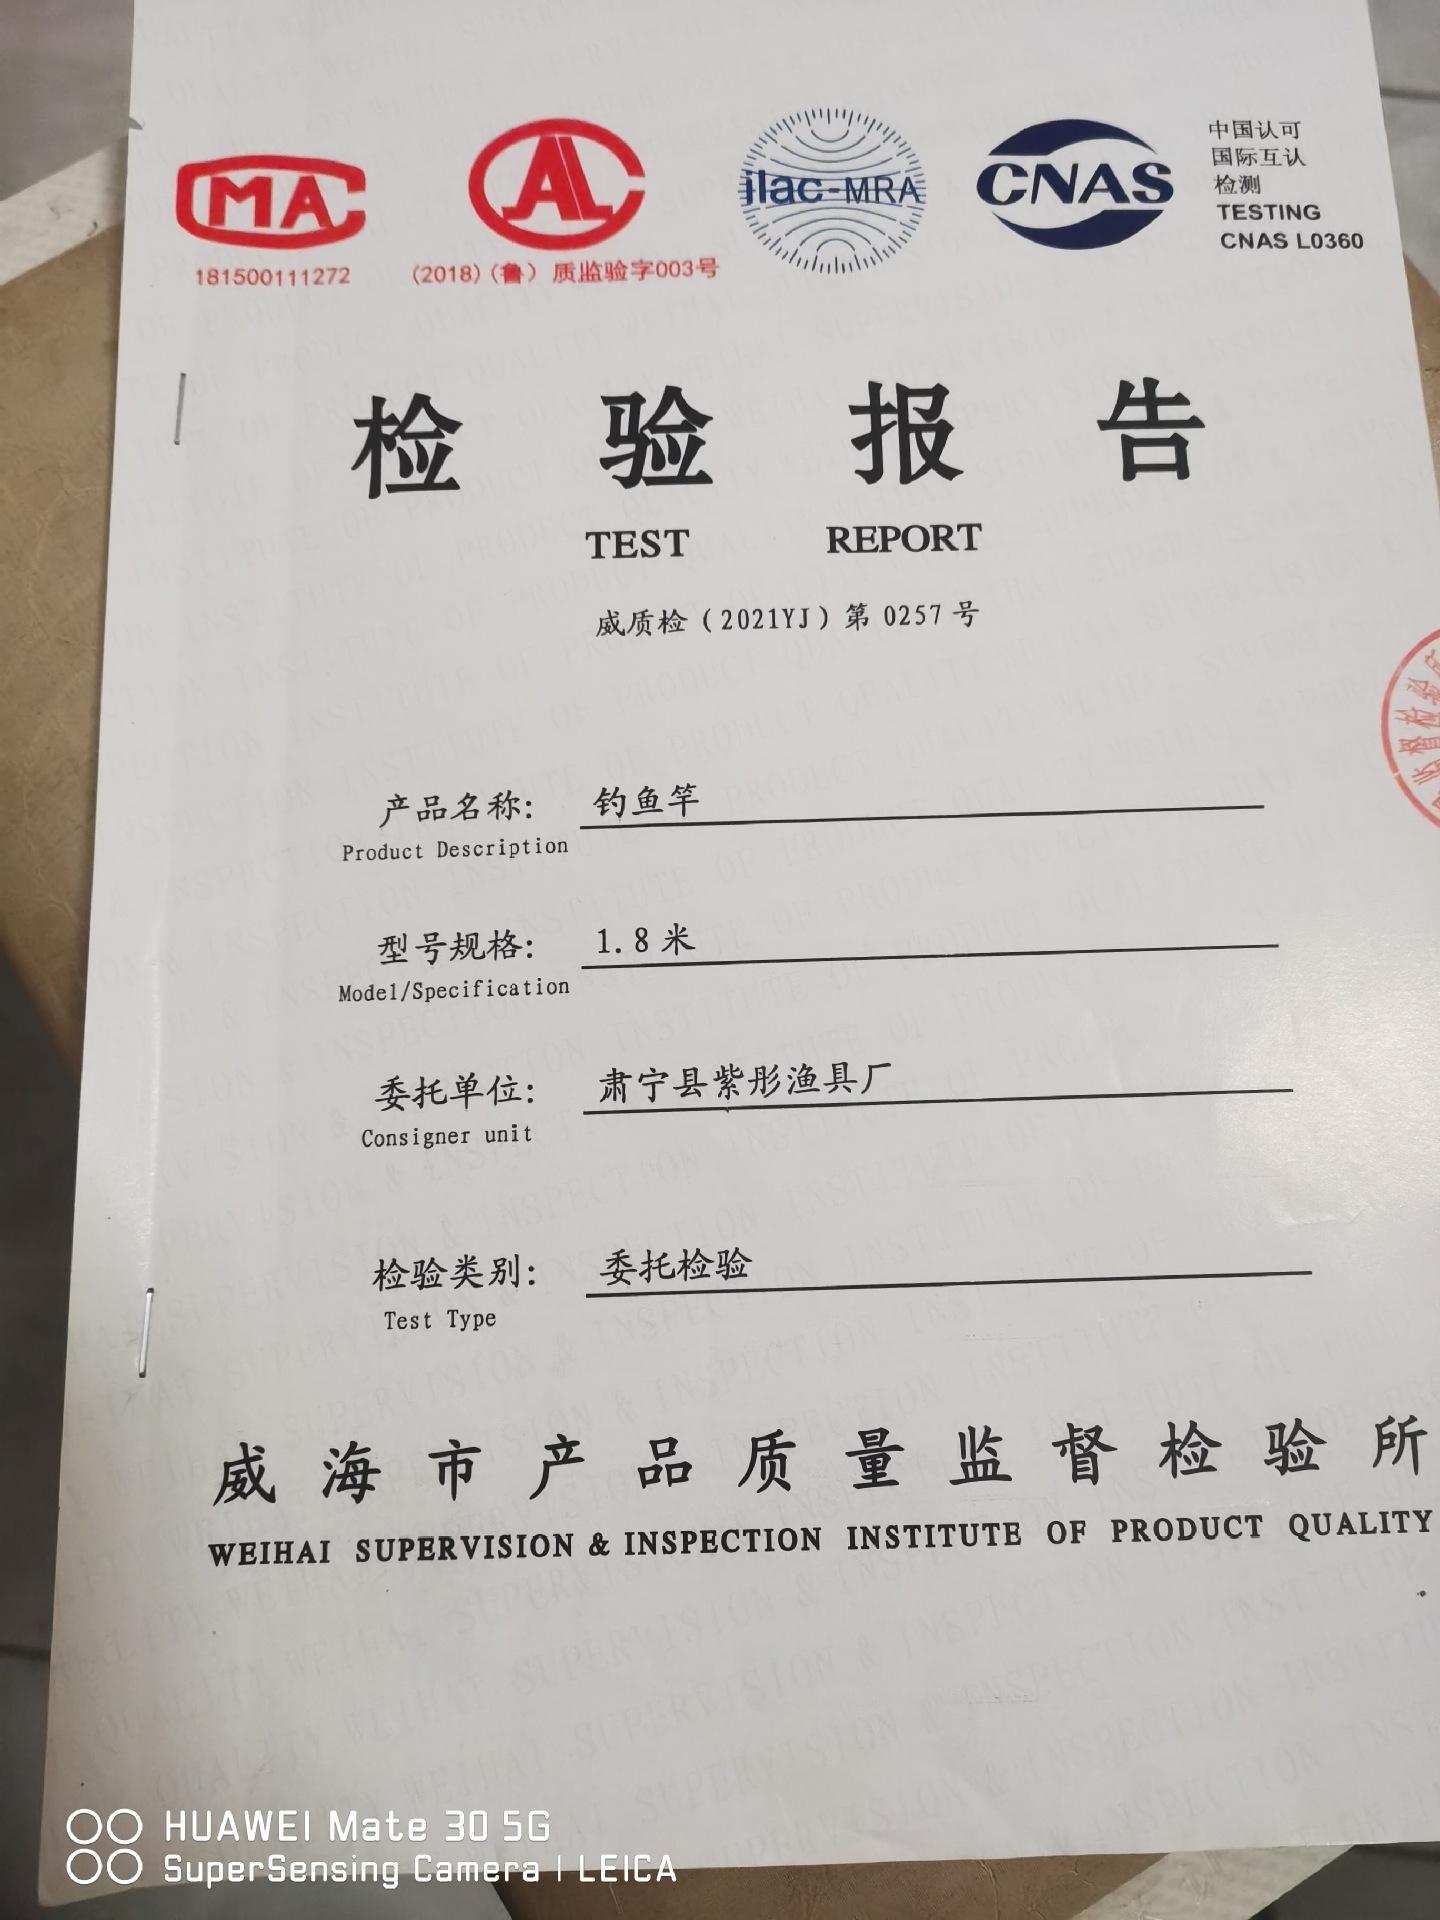 MA
AL
ilac-MRA
CNAS
中国认可
国际互认
检测
TESTING
CNAS L0360
181500111272
(2018)(鲁)质监验字003号
检验报告
TEST REPORT
威质检(2021YJ)第0257号
产品名称: 钓鱼竿
Product Description
型号规格: 1.8米
Model/Specification
委托单位: 肃宁县紫彤渔具厂
Consigner unit
检验类别: 委托检验
Test Type
威海市产品质量监督检验所
WEIHAI SUPERVISION & INSPECTION INSTITUTE OF PRODUCT QUALITY
HUAWEI Mate 30 5G
SuperSensing Camera | LEICA